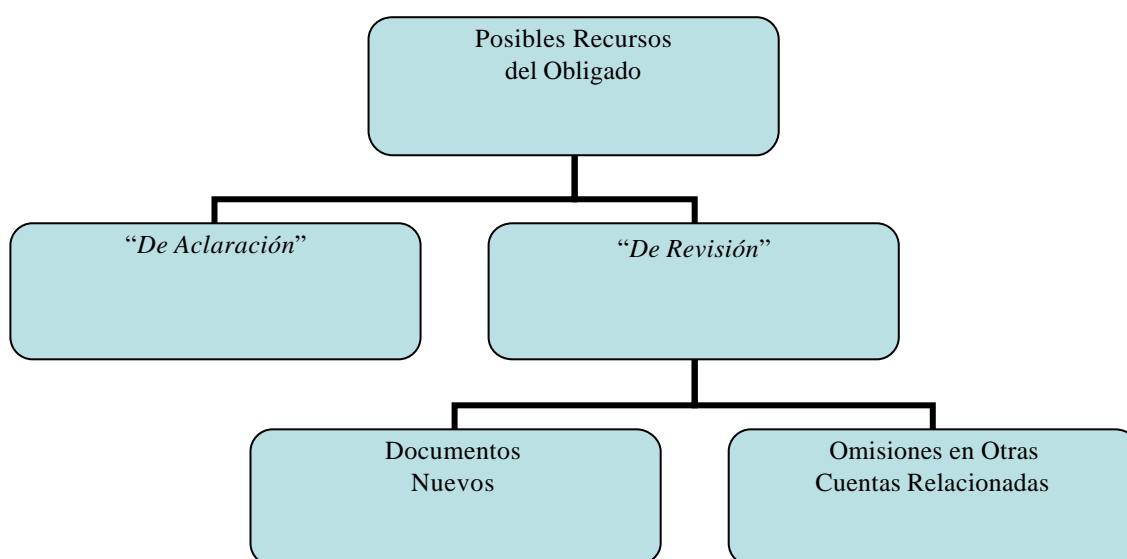 Posibles Recursos
del Obligado
“De Aclaración”
“De Revisión”
Documentos
Nuevos
Omisiones en Otras
Cuentas Relacionadas